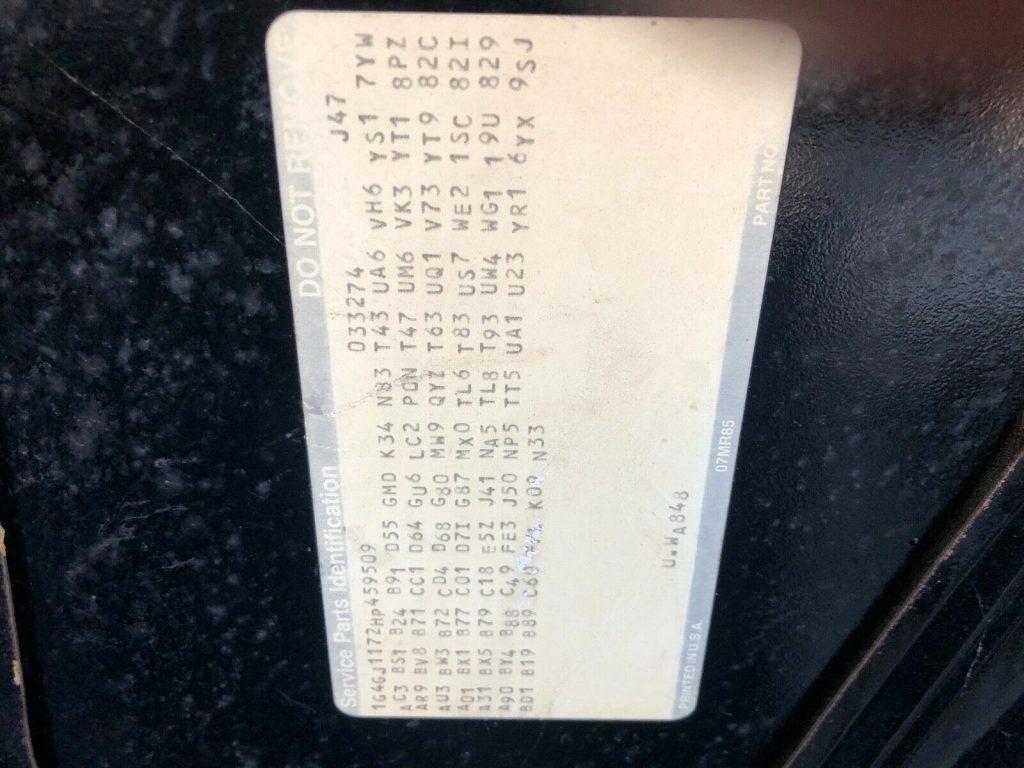 Service Parts Identification DO NOT REMOVE
1G4GJ1172HP459509 033274 J47
AC3 BS1 B24 B91 D55 GMD K34 N83 T43 UA6 VH6 YS1 7YW
AR9 BV8 B71 CC1 D64 GU6 LC2 PON T47 UM6 VK3 YT1 8PZ
AU3 BW3 B72 CD4 D68 G80 MW9 QYZ T63 UQ1 V73 YT9 82C
A01 BX1 B77 C01 D7I G87 MX0 TL6 T83 US7 WE2 1SC 82I
A31 BX5 B79 C18 E5Z J41 NA5 TL8 T93 UW4 WG1 19U 829
A90 BY4 B88 C49 FE3 J50 NP5 TT5 UA1 U23 YR1 6YX 9SJ
B01 B19 B89 C60 K09 N33
U-WA848
PRINTED IN U.S.A. 07MR85 PART NO.